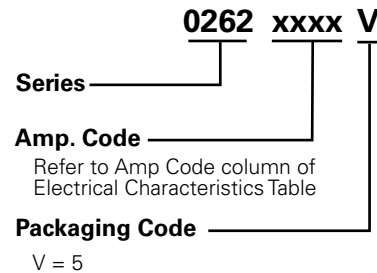 0262 xxxx V
Series
Amp. Code
Refer to Amp Code column of
Electrical Characteristics Table
Packaging Code
V = 5